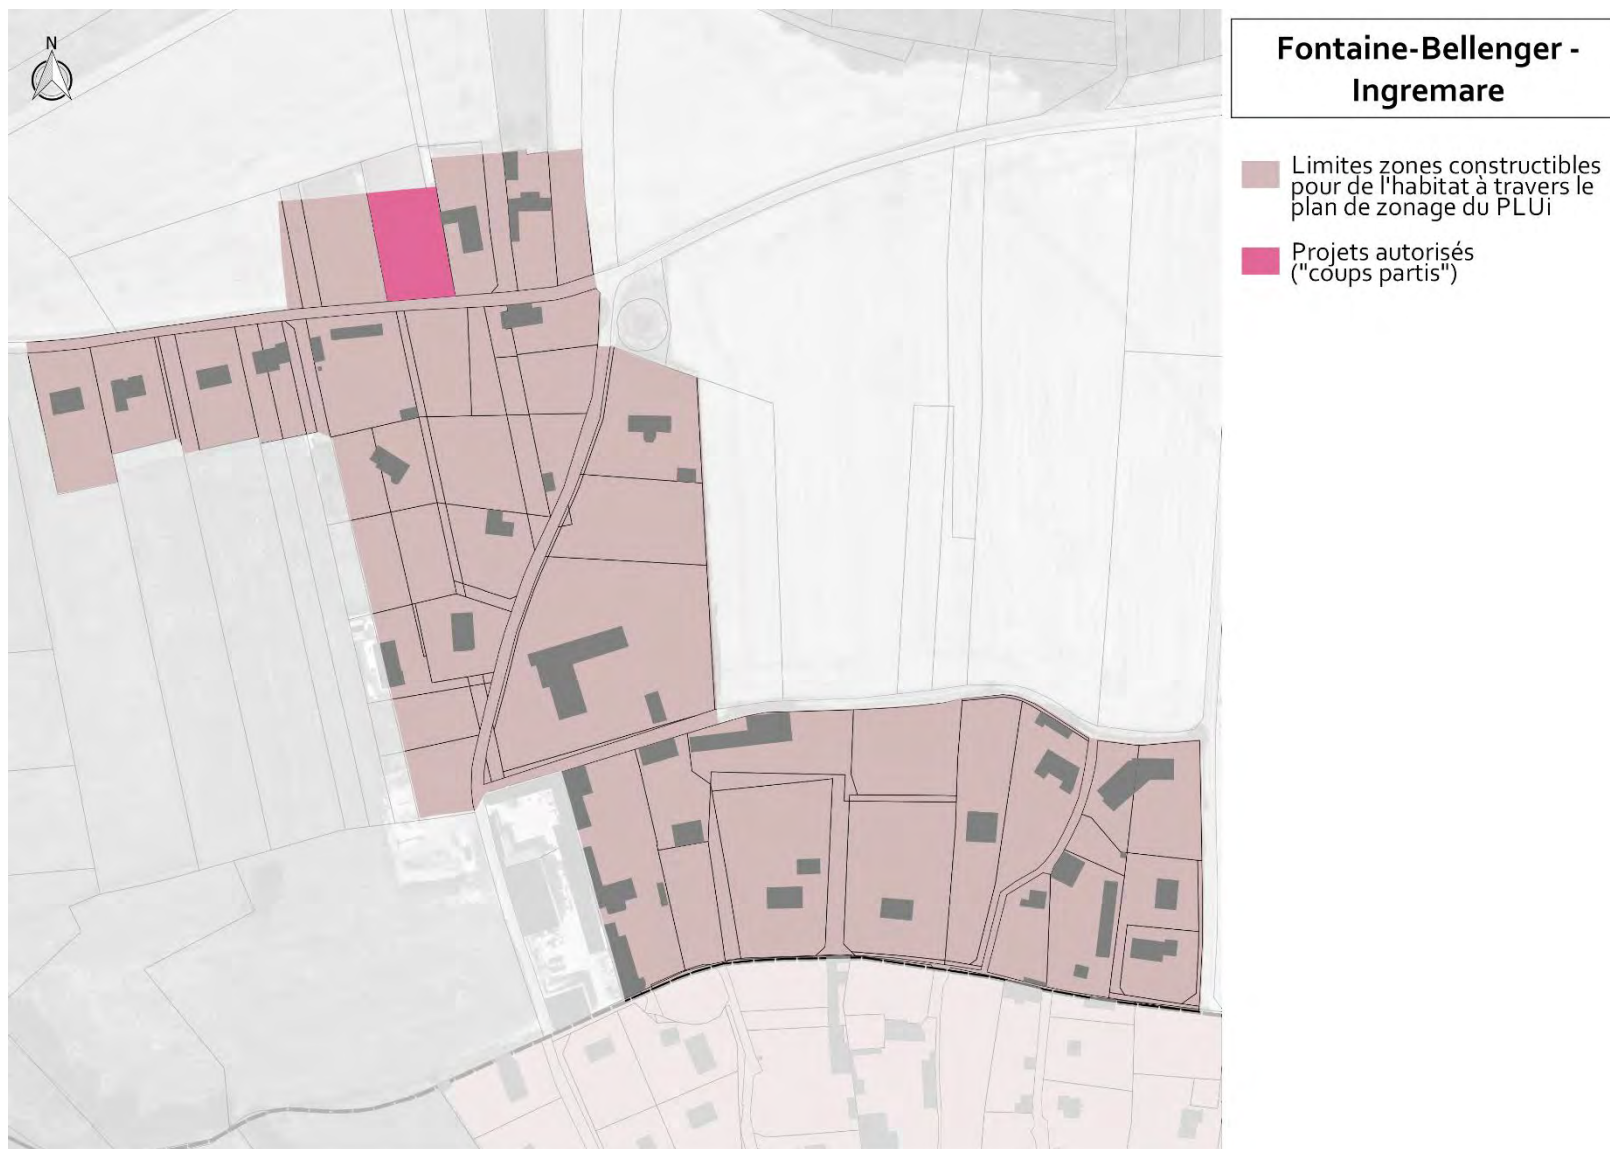 N
Fontaine-Bellenger -
Ingremare
Limites zones constructibles
pour de l'habitat à travers le
plan de zonage du PLUi
Projets autorisés
("coups partis")